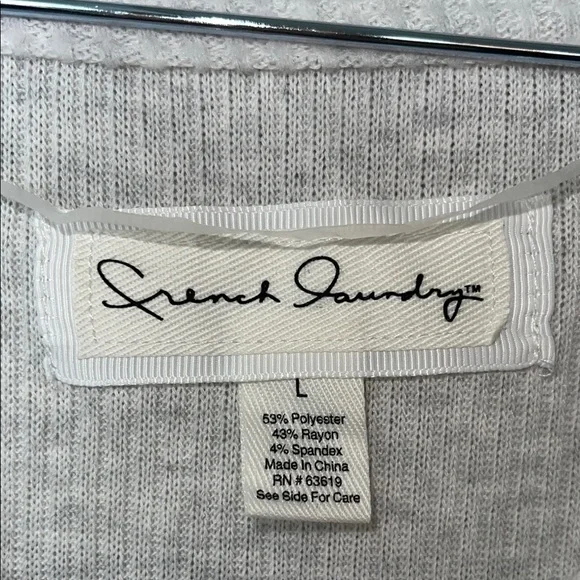 French Laundry™
L
53% Polyester
43% Rayon
4% Spandex
Made In China
RN # 63619
See Side For Care